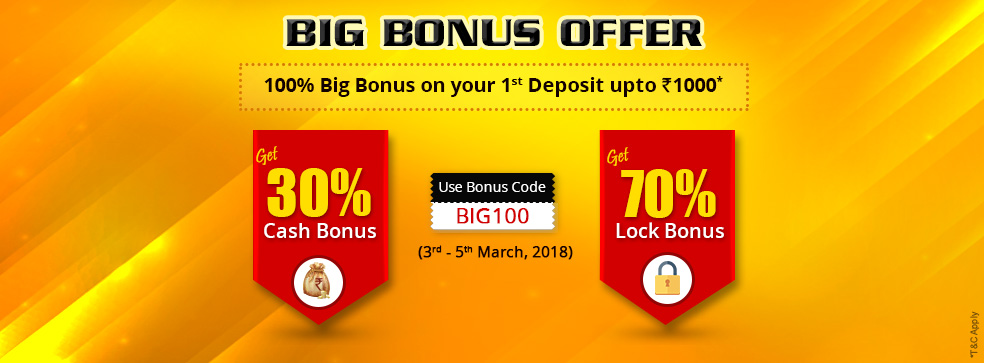 BIG BONUS OFFER
100% Big Bonus on your 1st Deposit upto ₹1000*
Get
30%
Cash Bonus
₹
Use Bonus Code
BIG100
(3rd - 5th March, 2018)
Get
70%
Lock Bonus
*T&C Apply